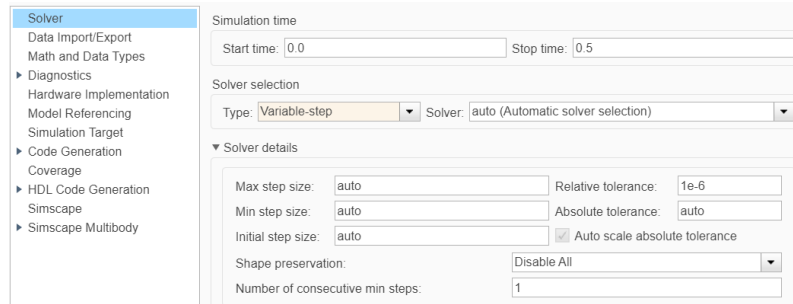 Solver
Data Import/Export
Math and Data Types
Diagnostics
Hardware Implementation
Model Referencing
Simulation Target
Code Generation
Coverage
HDL Code Generation
Simscape
Simscape Multibody
Simulation time
Start time: 0.0 Stop time: 0.5
Solver selection
Type: Variable-step Solver: auto (Automatic solver selection)
Solver details
Max step size: auto Relative tolerance: 1e-6
Min step size: auto Absolute tolerance: auto
Initial step size: auto Auto scale absolute tolerance
Shape preservation: Disable All
Number of consecutive min steps: 1